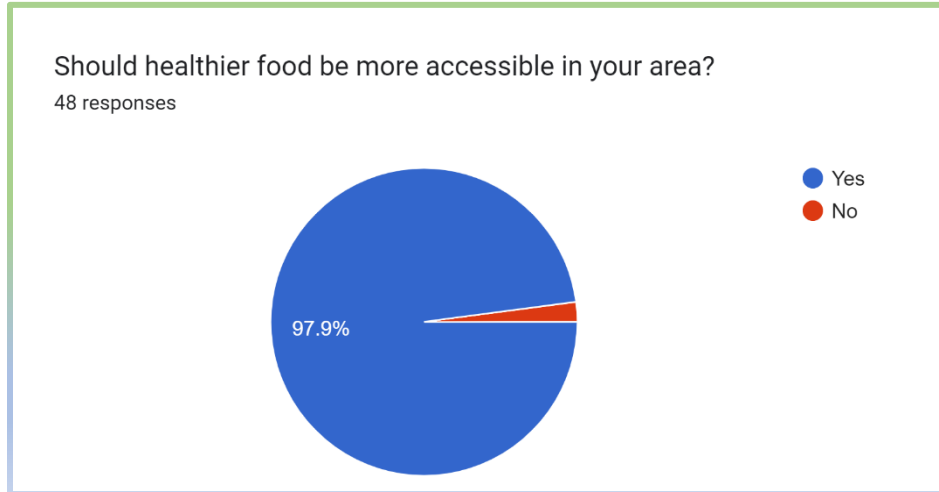 Should healthier food be more accessible in your area?
48 responses
Yes
No
97.9%